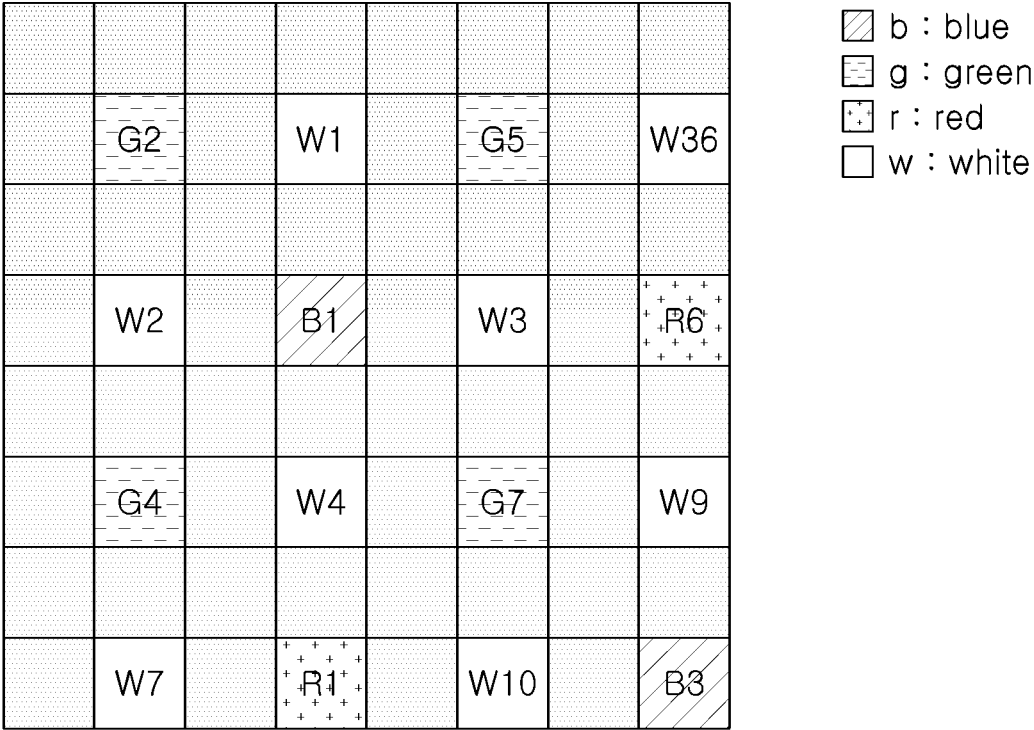 b : blue
g : green
r : red
w : white
G2 W1 G5 W36
W2 B1 W3 R6
G4 W4 G7 W9
W7 R1 W10 B3